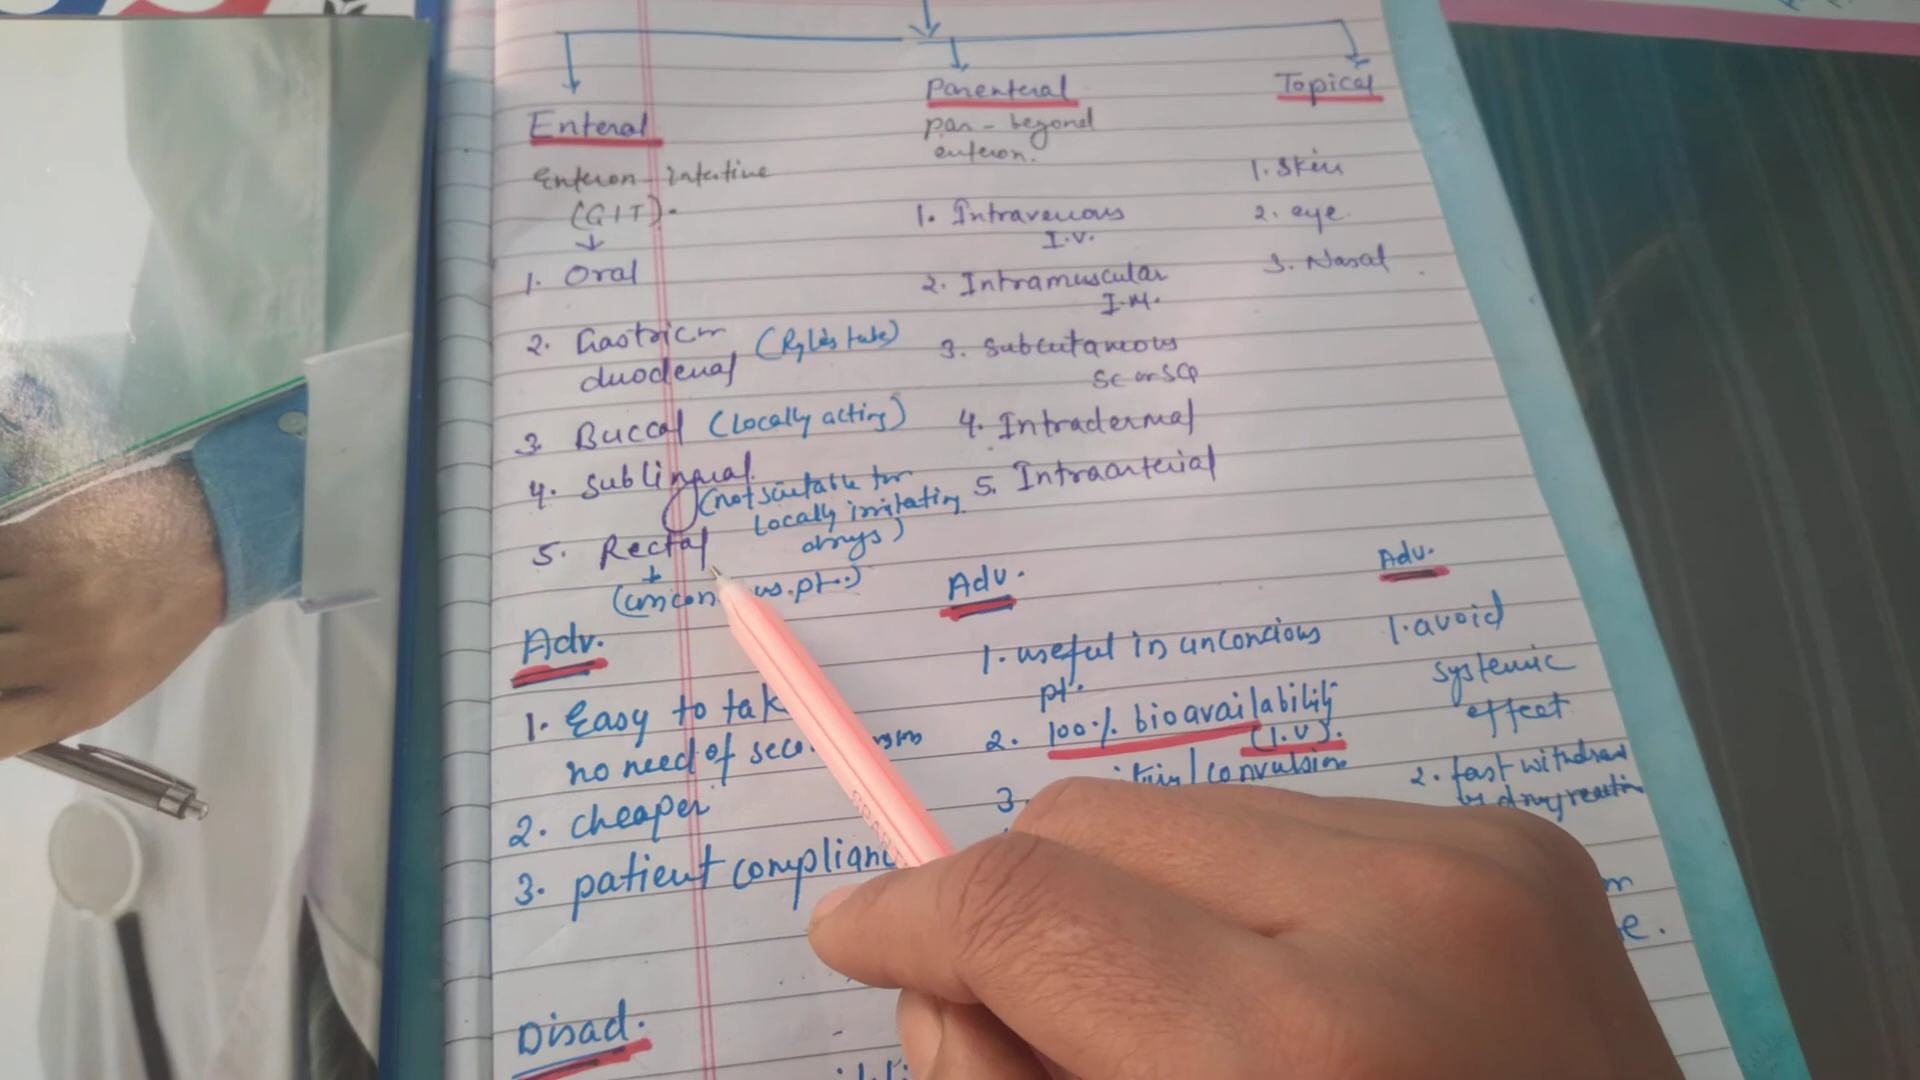 Enteral
Enteron - intestine
(GIT).
1. Oral
2. Gastric or
duodenal
(Ryle's tube)
3. Buccal (Locally acting)
4. Sublingual.
(not suitable for
locally irritating
drugs)
5. Rectal
Adv.
1. Easy to
no need of
2. cheaper
3. patient
Disad.
Parenteral
par - beyond
enteron.
1. Intravenous
I.V.
2. Intramuscular
I.M.
3. Subcutaneous
SC or SCQ
4. Intradermal
5. Intraarterial
Adv.
1. useful in unconcious
pt.
2. 100% bioavailability
(I.V).
3.
convulsion
Topical
1. Skin
2. eye.
3. Nasal
Adv.
1. avoid
systemic
effect
2. fast withdraw